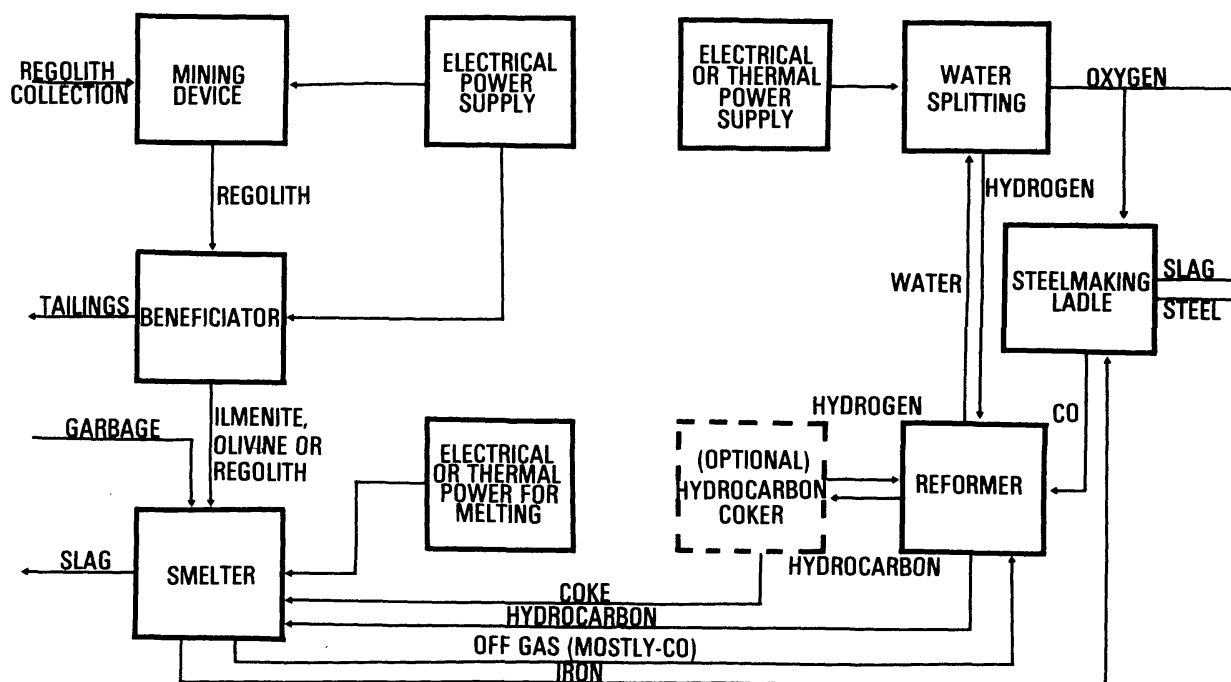 REGOLITH
COLLECTION
MINING
DEVICE
ELECTRICAL
POWER
SUPPLY
ELECTRICAL
OR THERMAL
POWER
SUPPLY
WATER
SPLITTING
OXYGEN
REGOLITH
HYDROGEN
TAILINGS
BENEFICIATOR
WATER
STEELMAKING
LADLE
SLAG
STEEL
GARBAGE
ILMENITE,
OLIVINE OR
REGOLITH
ELECTRICAL
OR THERMAL
POWER FOR
MELTING
HYDROGEN
CO
(OPTIONAL)
HYDROCARBON
COKER
REFORMER
HYDROCARBON
SLAG
SMELTER
COKE
HYDROCARBON
OFF GAS (MOSTLY-CO)
IRON